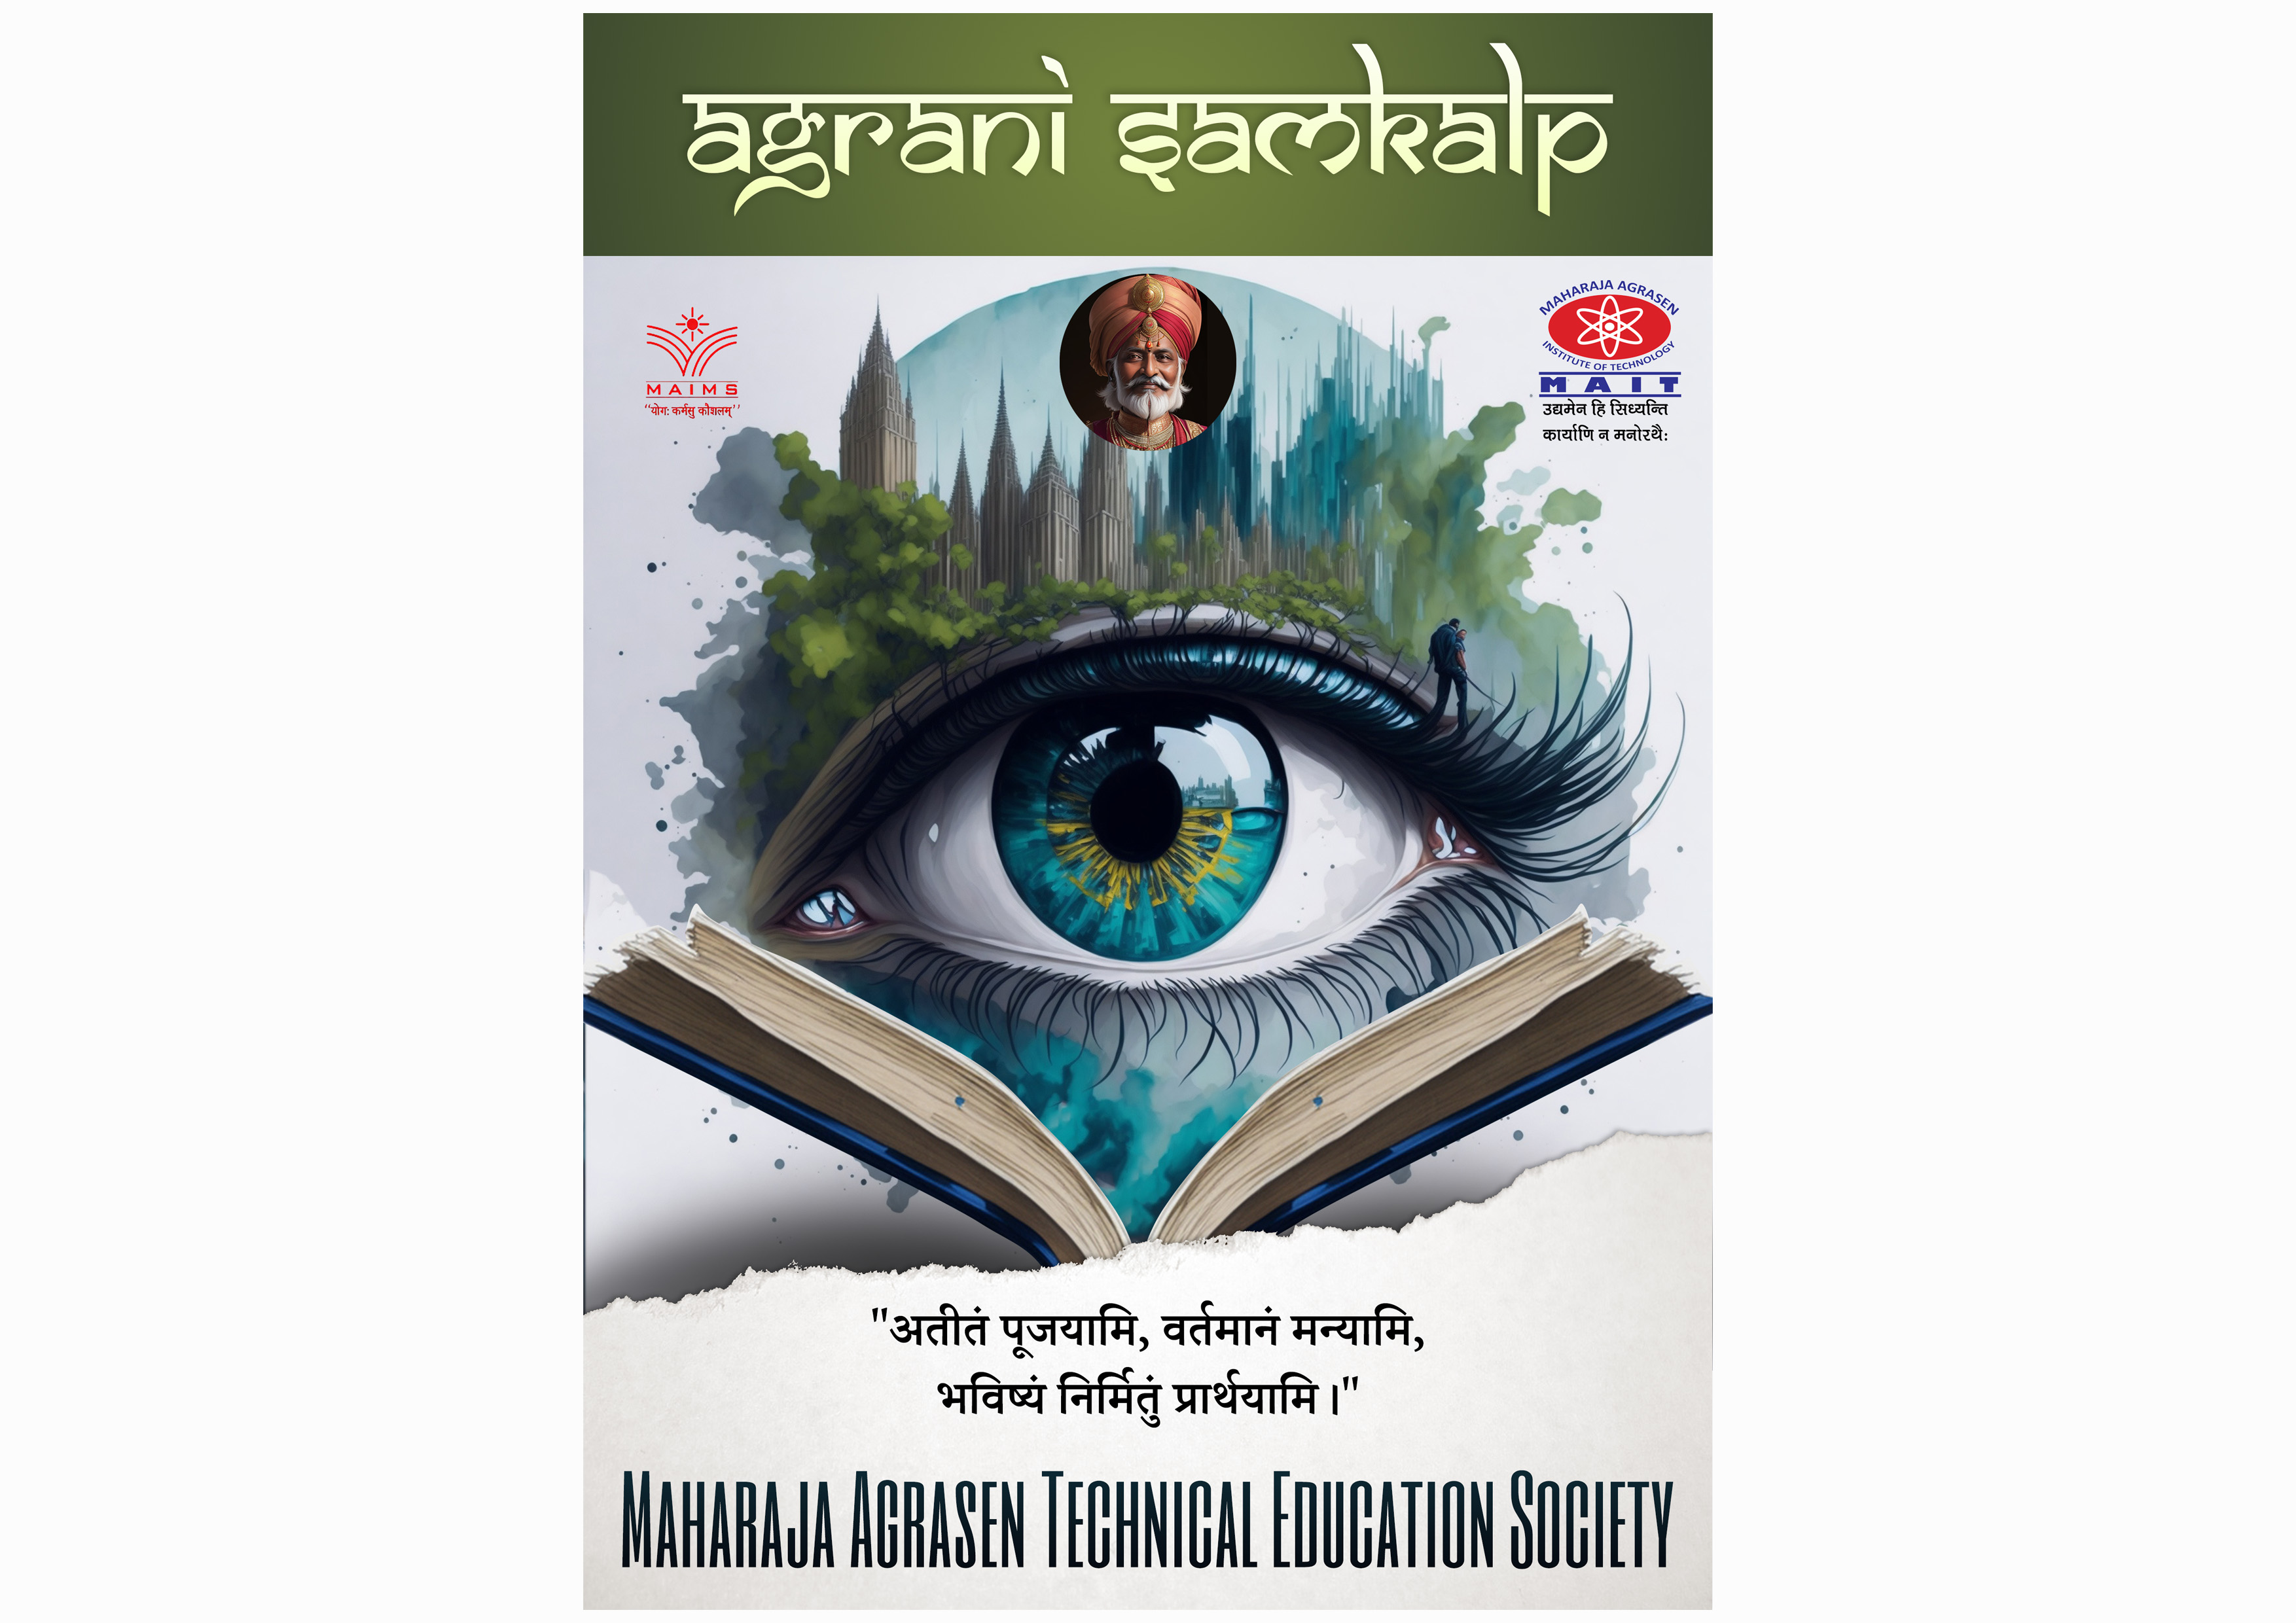 agrani samkalp
MAIMS
“योग: कर्मसु कौशलम्”
MAHARAJA AGRASEN
INSTITUTE OF TECHNOLOGY
MAIT
उद्यमेन हि सिध्यन्ति
कार्याणि न मनोरथै:
"अतीतं पूजयामि, वर्तमानं मन्यामि,
भविष्यं निर्मितुं प्रार्थयामि।"
MAHARAJA AGRASEN TECHNICAL EDUCATION SOCIETY